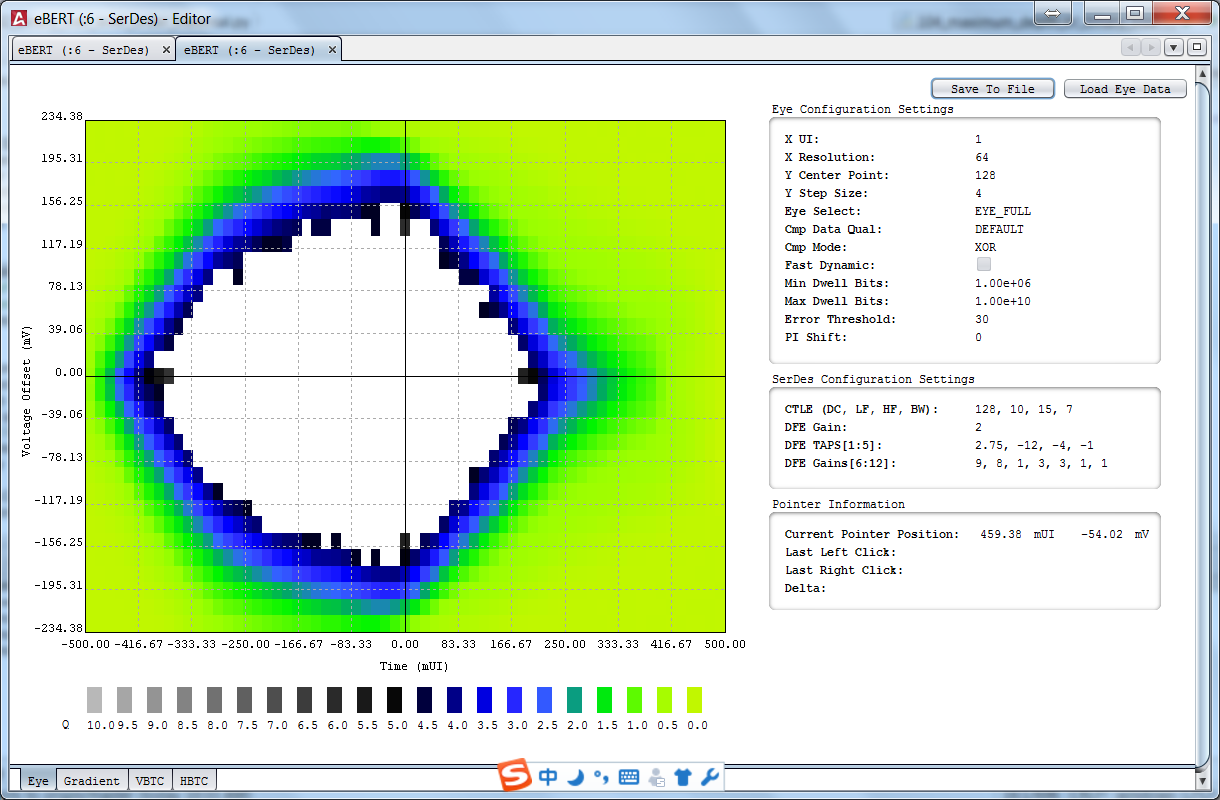 eBERT (:6 - SerDes) - Editor
eBERT (:6 - SerDes) eBERT (:6 - SerDes)
Save To File Load Eye Data
Eye Configuration Settings
X UI: 1
X Resolution: 64
Y Center Point: 128
Y Step Size: 4
Eye Select: EYE_FULL
Cmp Data Qual: DEFAULT
Cmp Mode: XOR
Fast Dynamic:
Min Dwell Bits: 1.00e+06
Max Dwell Bits: 1.00e+10
Error Threshold: 30
PI Shift: 0
SerDes Configuration Settings
CTLE (DC, LF, HF, BW): 128, 10, 15, 7
DFE Gain: 2
DFE TAPS[1:5]: 2.75, -12, -4, -1
DFE Gains[6:12]: 9, 8, 1, 3, 3, 1, 1
Pointer Information
Current Pointer Position: 459.38 mUI -54.02 mV
Last Left Click:
Last Right Click:
Delta:
Voltage Offset (mV)
234.38
195.31
156.25
117.19
78.13
39.06
0.00
-39.06
-78.13
-117.19
-156.25
-195.31
-234.38
-500.00 -416.67 -333.33 -250.00 -166.67 -83.33 0.00 83.33 166.67 250.00 333.33 416.67 500.00
Time (mUI)
Q 10.0 9.5 9.0 8.5 8.0 7.5 7.0 6.5 6.0 5.5 5.0 4.5 4.0 3.5 3.0 2.5 2.0 1.5 1.0 0.5 0.0
Eye Gradient VBTC HBTC
S 中